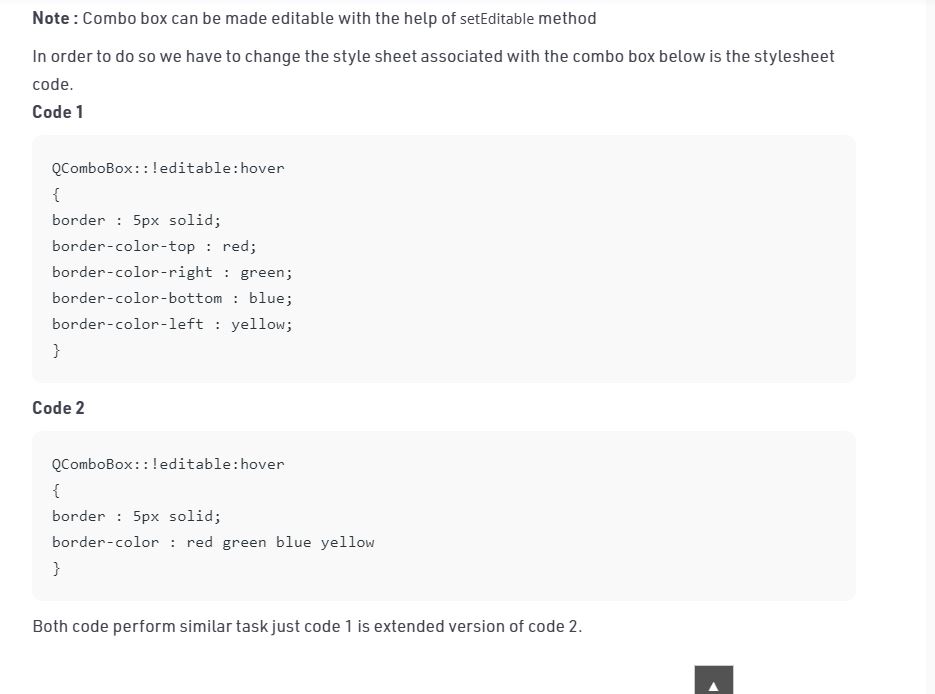 Note : Combo box can be made editable with the help of setEditable method
In order to do so we have to change the style sheet associated with the combo box below is the stylesheet
code.
Code 1
QComboBox::!editable:hover
{
border : 5px solid;
border-color-top : red;
border-color-right : green;
border-color-bottom : blue;
border-color-left : yellow;
}
Code 2
QComboBox::!editable:hover
{
border : 5px solid;
border-color : red green blue yellow
}
Both code perform similar task just code 1 is extended version of code 2.